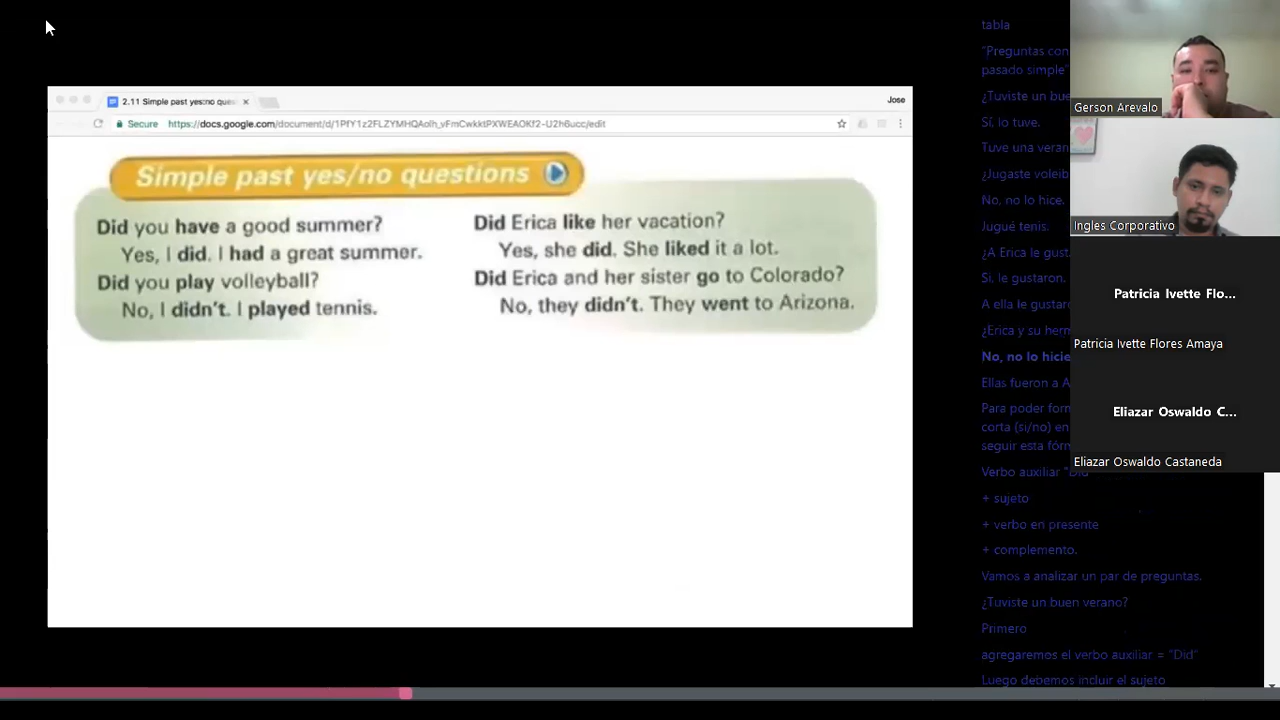 2.11 Simple past yes:no ques
Jose
Secure
Simple past yes/no questions
Did you have a good summer?
Yes, I did. I had a great summer.
Did you play volleyball?
No, I didn't. I played tennis.
Did Erica like her vacation?
Yes, she did. She liked it a lot.
Did Erica and her sister go to Colorado?
No, they didn't. They went to Arizona.
tabla
"Preguntas con
pasado simple"
¿Tuviste un bue
Sí, lo tuve.
Tuve una veran
¿Jugaste voleib
No, no lo hice.
Jugué tenis.
¿A Erica le gust
Si, le gustaron.
A ella le gustaro
¿Erica y su herm
No, no lo hicie
Ellas fueron a A
Para poder form
corta (si/no) en
seguir esta fórm
Verbo auxiliar "Did"
+ sujeto
+ verbo en presente
+ complemento.
Vamos a analizar un par de preguntas.
¿Tuviste un buen verano?
Primero
agregaremos el verbo auxiliar = "Did"
Luego debemos incluir el sujeto
Gerson Arevalo
Ingles Corporativo
Patricia Ivette Flo...
Patricia Ivette Flores Amaya
Eliazar Oswaldo C...
Eliazar Oswaldo Castaneda